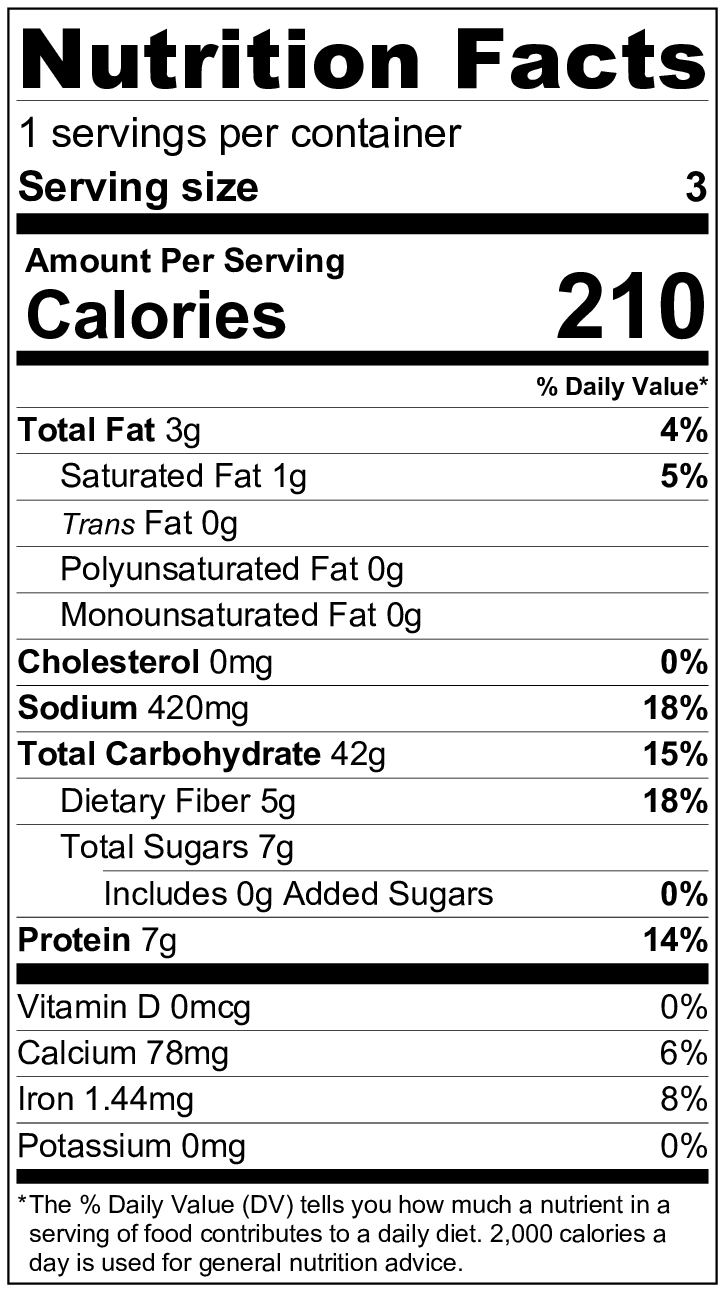 Nutrition Facts
1 servings per container
Serving size 3
Amount Per Serving
Calories 210
% Daily Value*
Total Fat 3g 4%
Saturated Fat 1g 5%
Trans Fat 0g
Polyunsaturated Fat 0g
Monounsaturated Fat 0g
Cholesterol 0mg 0%
Sodium 420mg 18%
Total Carbohydrate 42g 15%
Dietary Fiber 5g 18%
Total Sugars 7g
Includes 0g Added Sugars 0%
Protein 7g 14%
Vitamin D 0mcg 0%
Calcium 78mg 6%
Iron 1.44mg 8%
Potassium 0mg 0%
*The % Daily Value (DV) tells you how much a nutrient in a
serving of food contributes to a daily diet. 2,000 calories a
day is used for general nutrition advice.